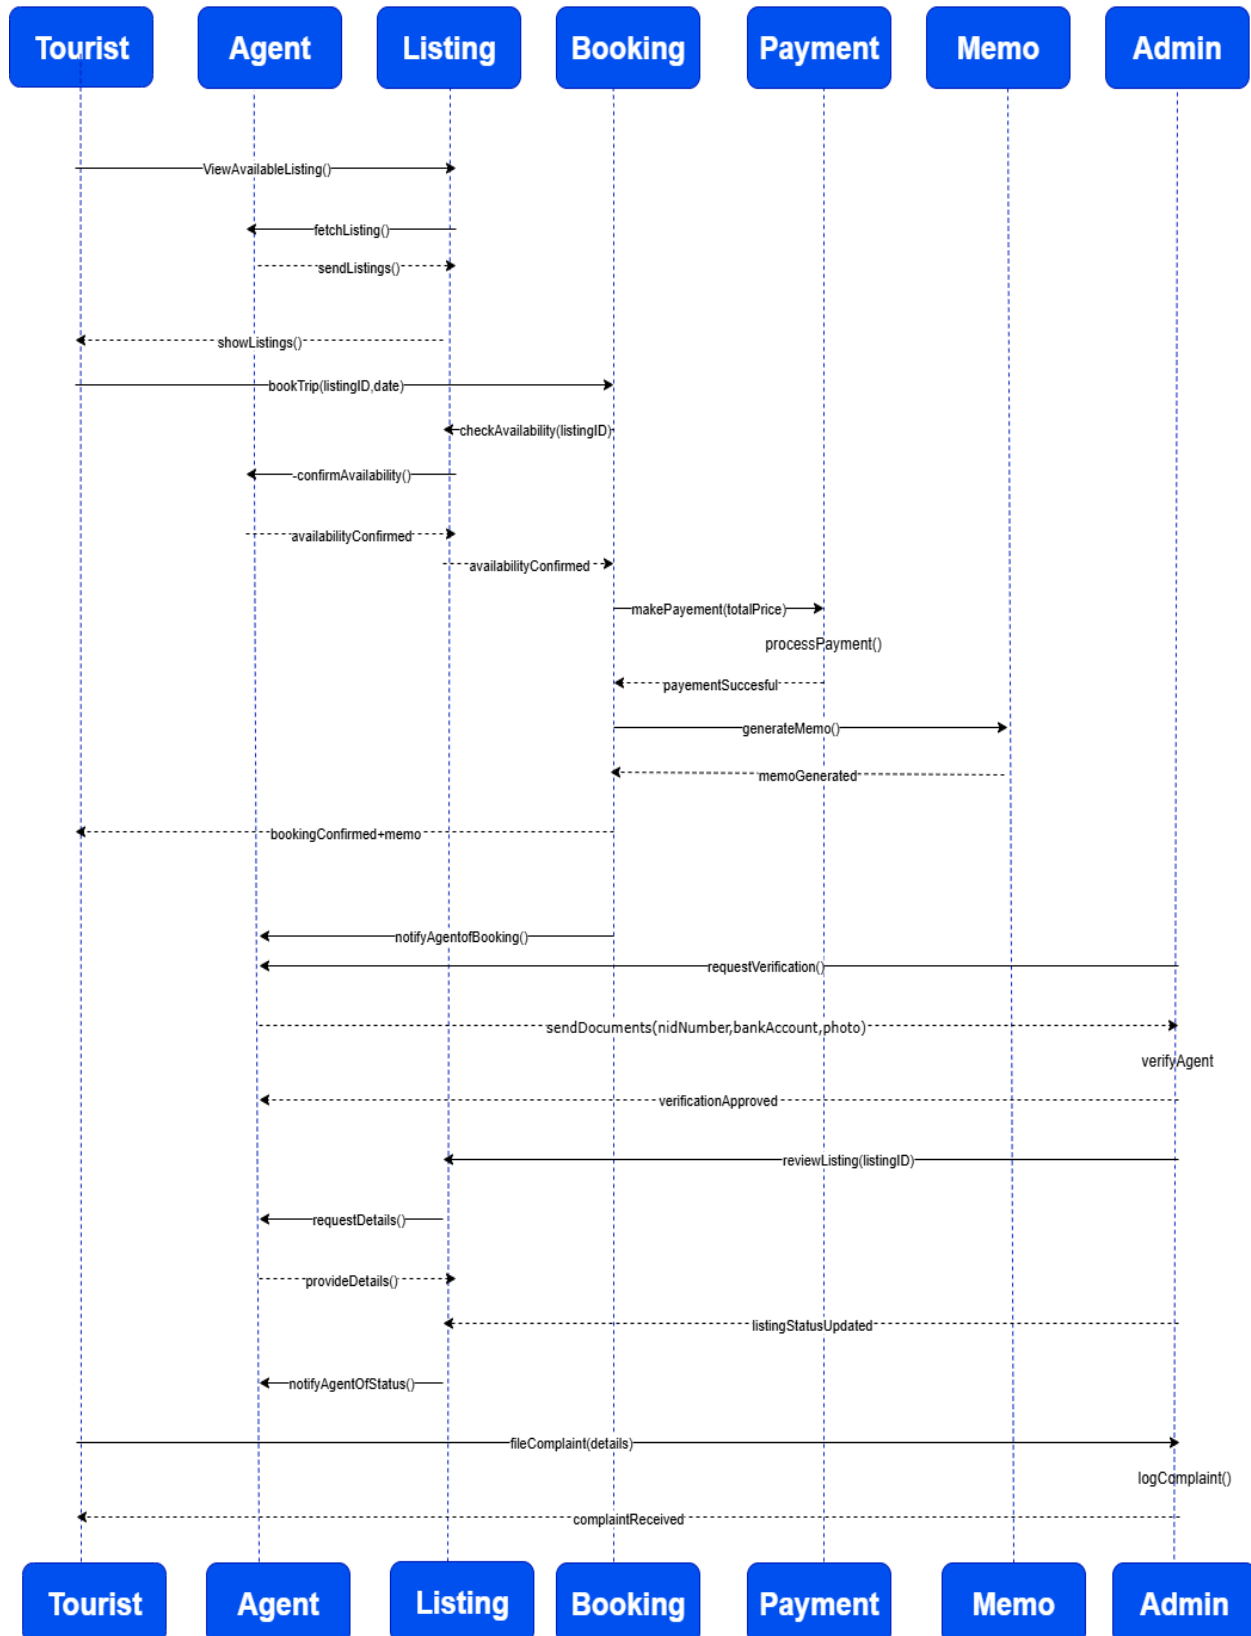 Tourist
Agent
Listing
Booking
Payment
Memo
Admin
ViewAvailableListing()
fetchListing()
sendListings()
showListings()
bookTrip(listingID,date)
checkAvailability(listingID)
-confirmAvailability()
availabilityConfirmed
availabilityConfirmed
makePayement(totalPrice)
processPayment()
payementSuccesful
generateMemo()
memoGenerated
bookingConfirmed+memo
notifyAgentofBooking()
requestVerification()
sendDocuments(nidNumber,bankAccount,photo)
verifyAgent
verificationApproved
reviewListing(listingID)
requestDetails()
provideDetails()
listingStatusUpdated
notifyAgentOfStatus()
fileComplaint(details)
logComplaint()
complaintReceived
Tourist
Agent
Listing
Booking
Payment
Memo
Admin